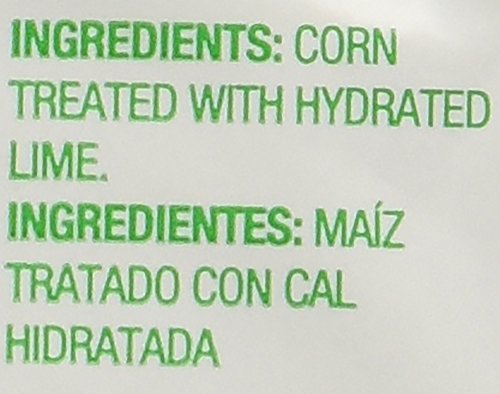 INGREDIENTS: CORN
TREATED WITH HYDRATED
LIME.
INGREDIENTES: MAÍZ
TRATADO CON CAL
HIDRATADA